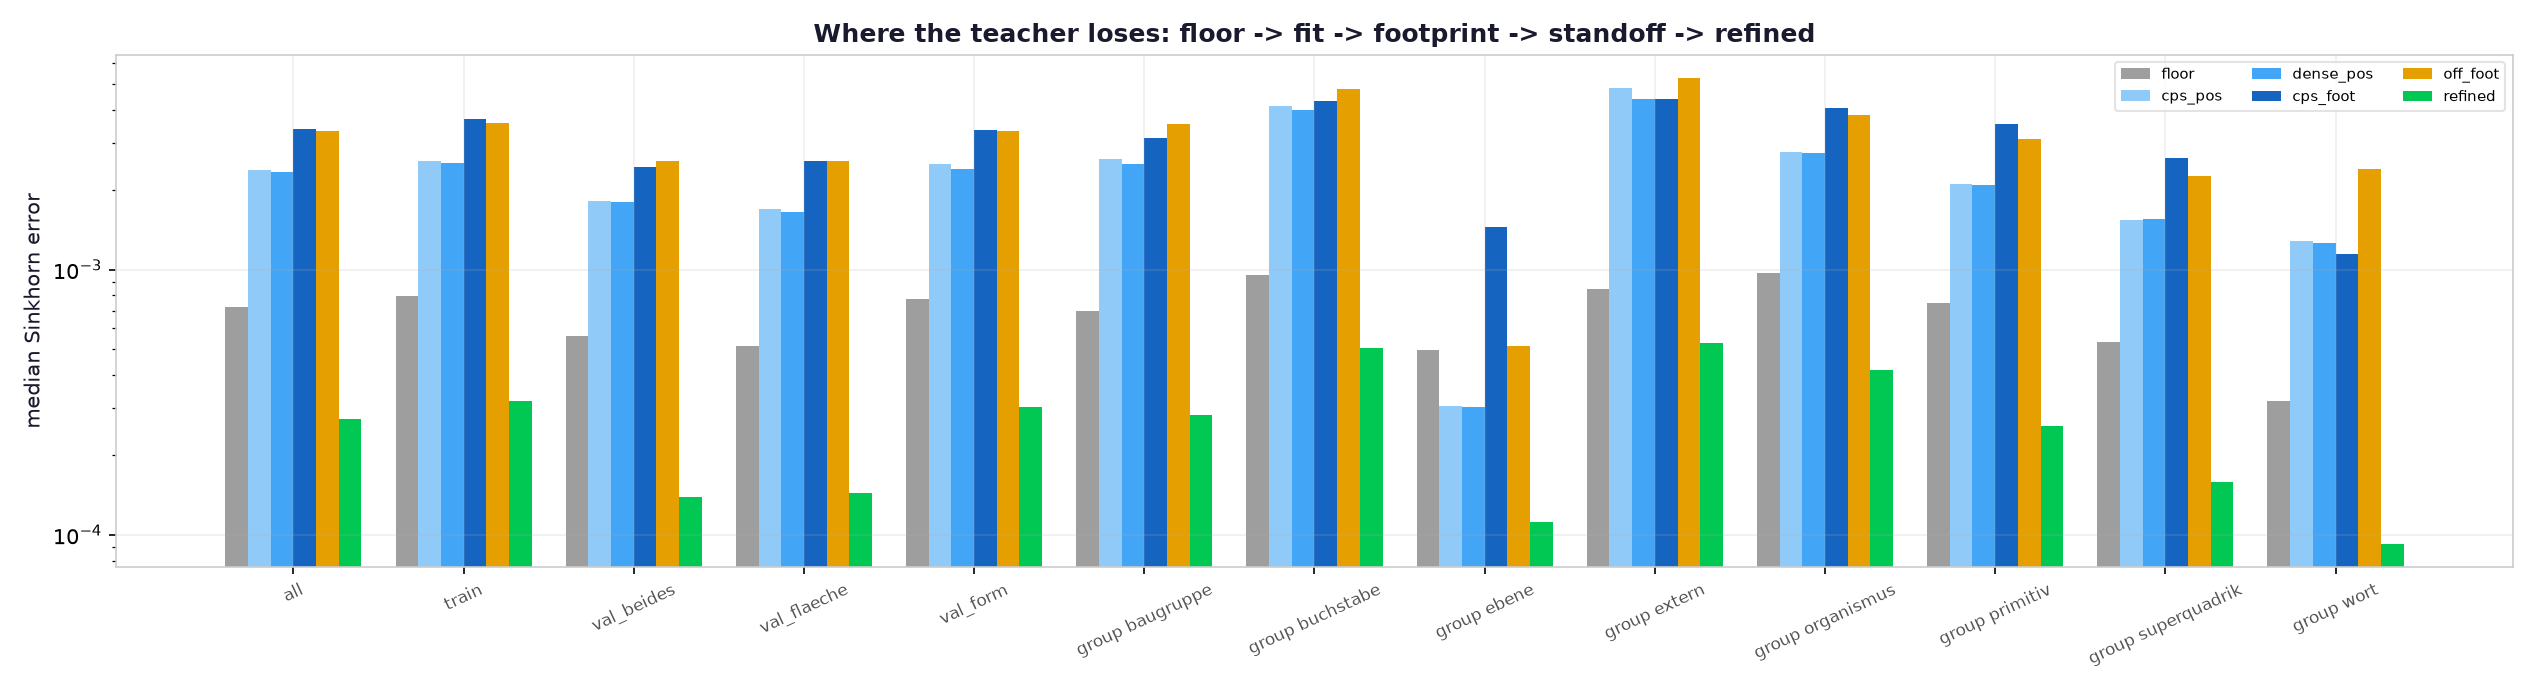 Where the teacher loses: floor -> fit -> footprint -> standoff -> refined
floor
cps_pos
dense_pos
cps_foot
off_foot
refined
median Sinkhorn error
10⁻³
10⁻⁴
all
train
val_beides
val_flaeche
val_form
group baugruppe
group buchstabe
group ebene
group extern
group organismus
group primitiv
group superquadrik
group wort